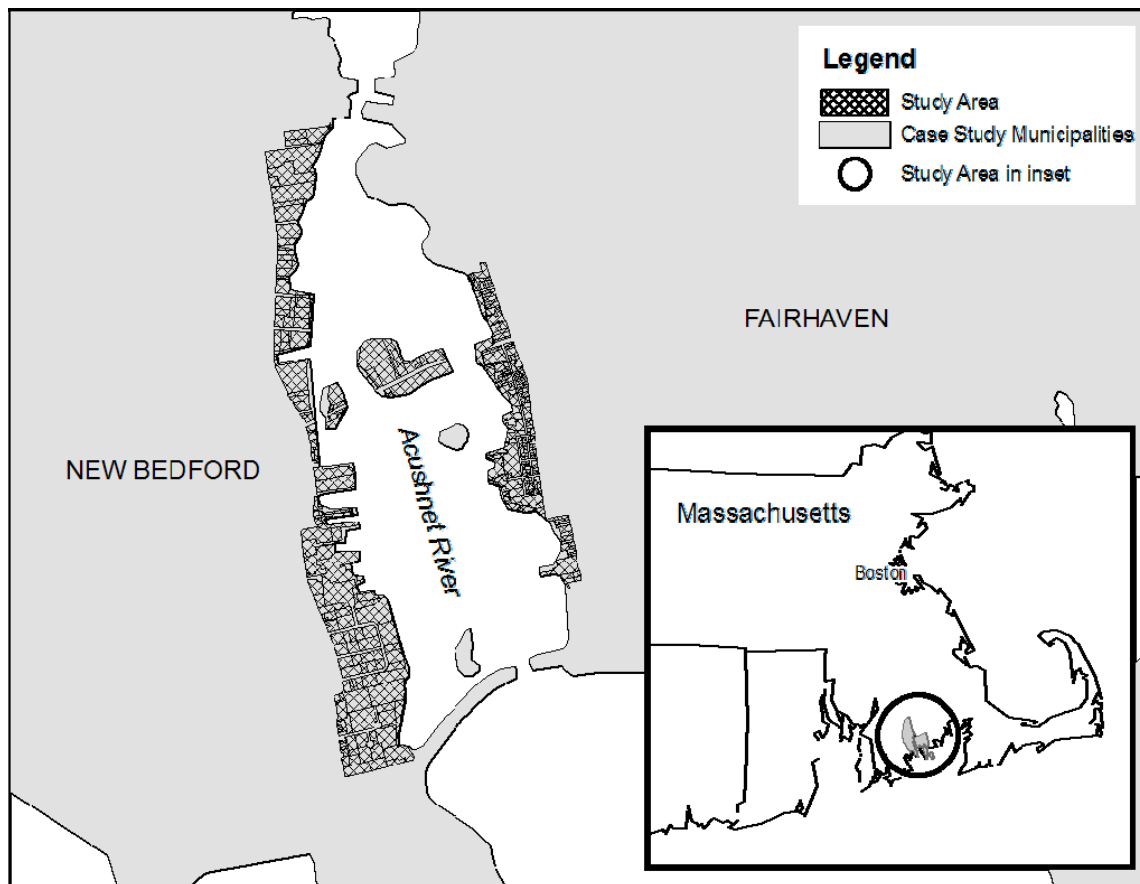 Legend
Study Area
Case Study Municipalities
Study Area in inset
FAIRHAVEN
NEW BEDFORD
Acushnet River
Massachusetts
Boston